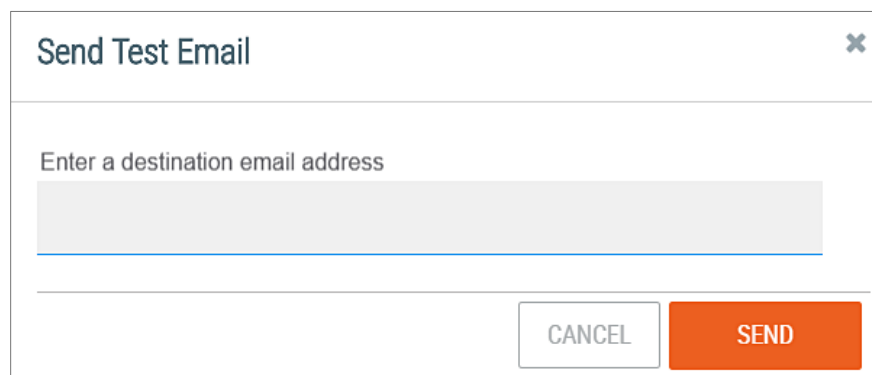 Send Test Email
Enter a destination email address
CANCEL
SEND